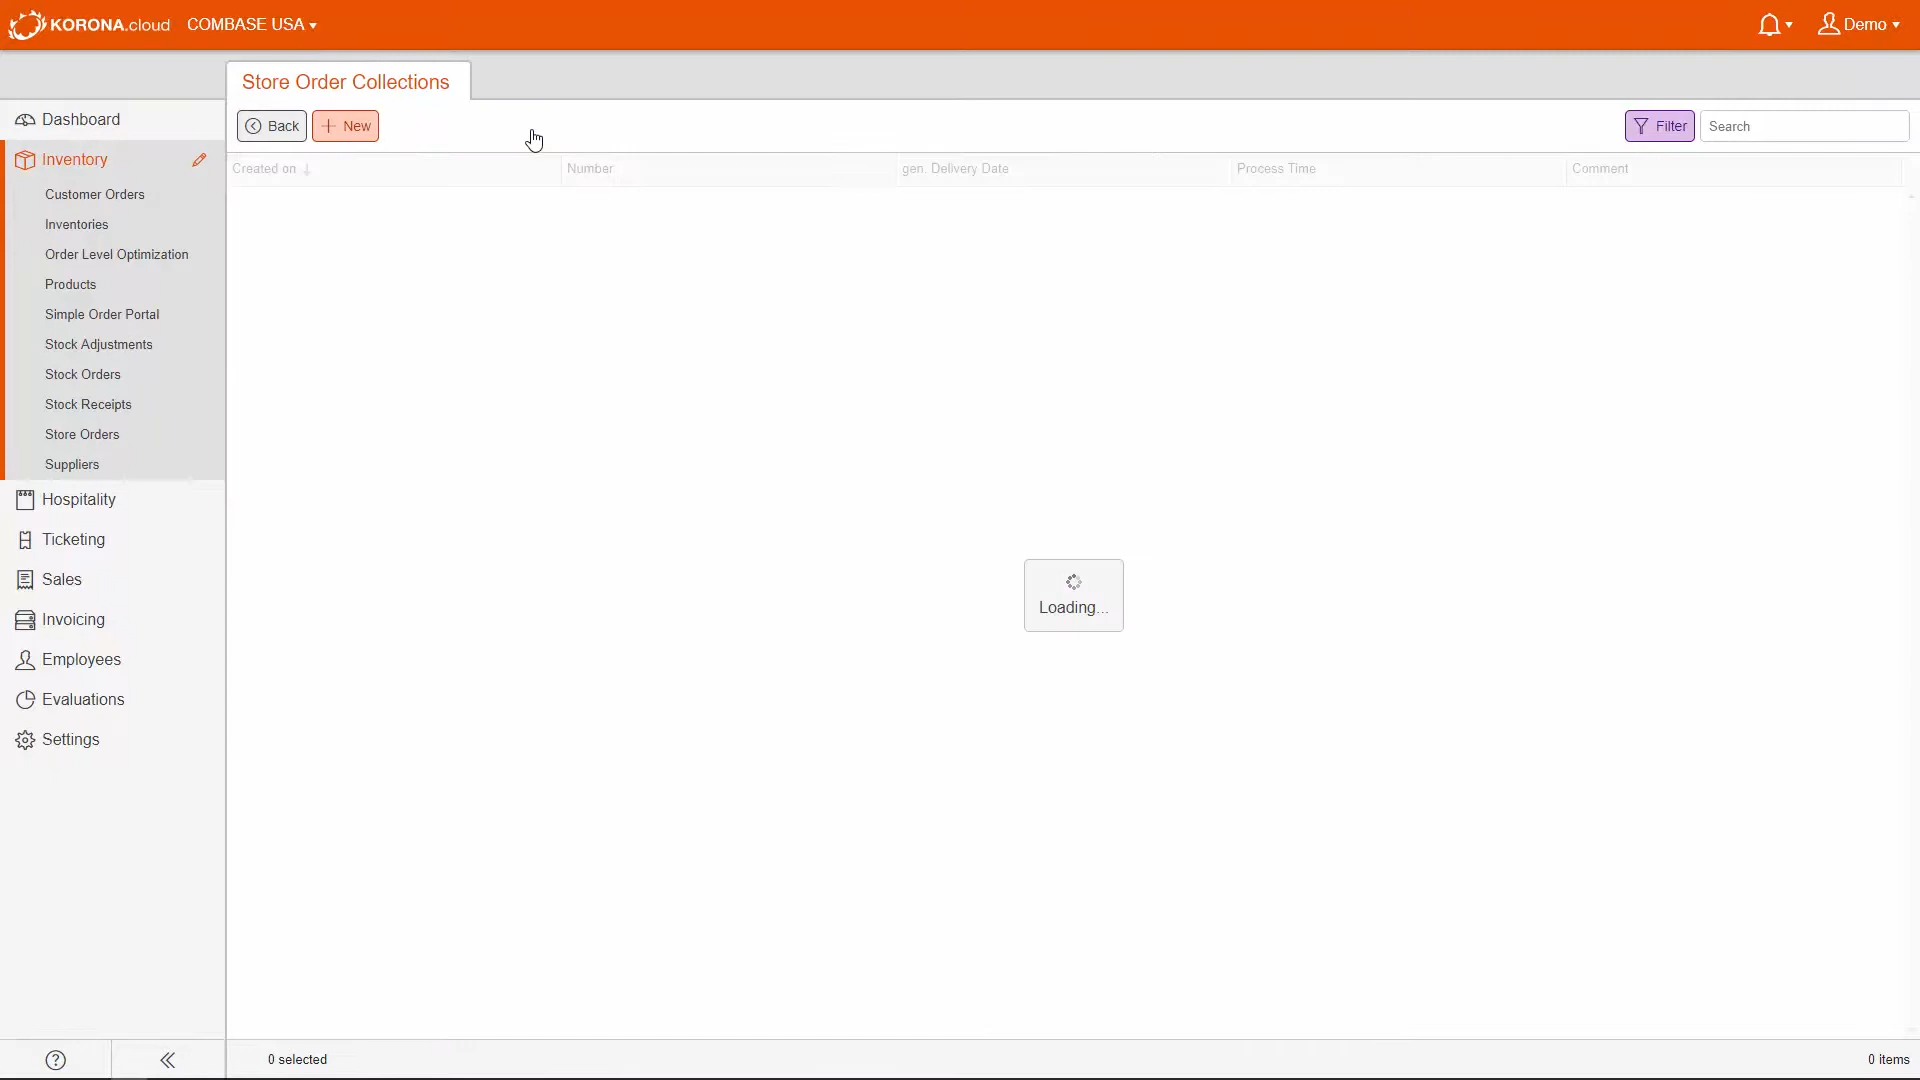 KORONA.cloud COMBASE USA
Demo
Store Order Collections
Back
New
Filter
Search
Created on
Number
gen. Delivery Date
Process Time
Comment
Dashboard
Inventory
Customer Orders
Inventories
Order Level Optimization
Products
Simple Order Portal
Stock Adjustments
Stock Orders
Stock Receipts
Store Orders
Suppliers
Hospitality
Ticketing
Sales
Invoicing
Employees
Evaluations
Settings
Loading...
0 selected
0 items